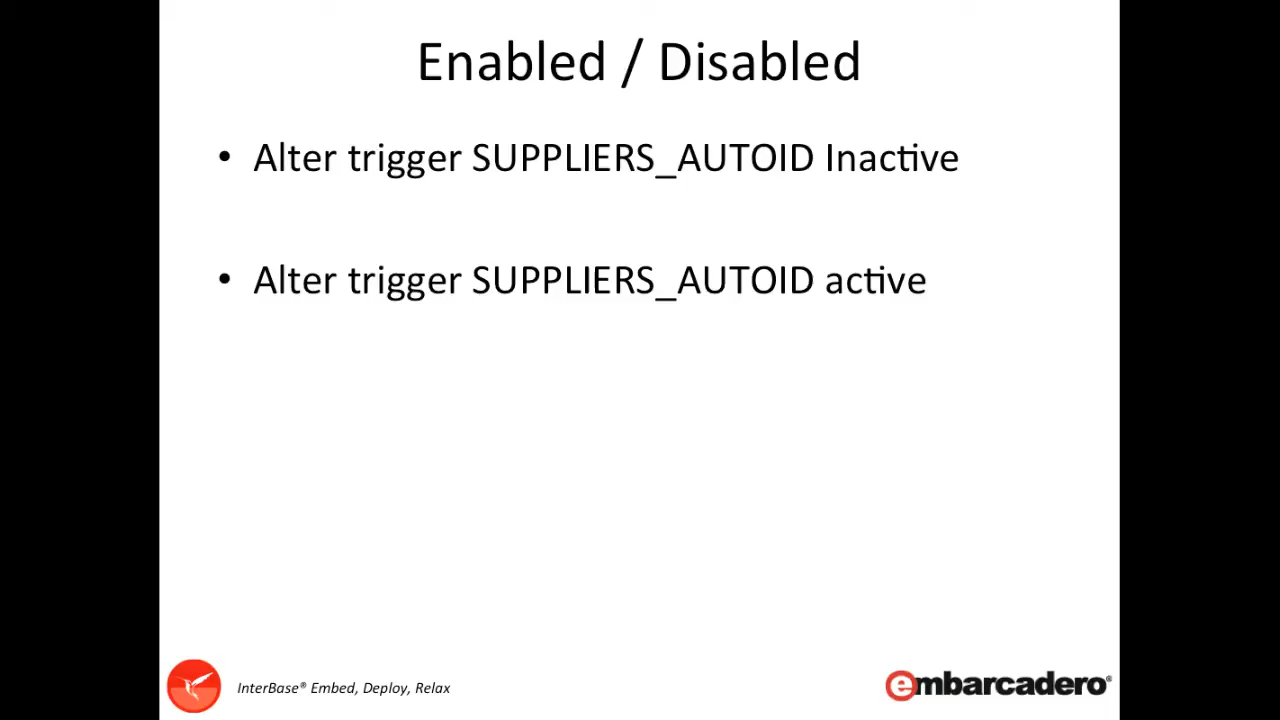 Enabled / Disabled
• Alter trigger SUPPLIERS_AUTOID Inactive
• Alter trigger SUPPLIERS_AUTOID active
InterBase® Embed, Deploy, Relax
embarcadero®